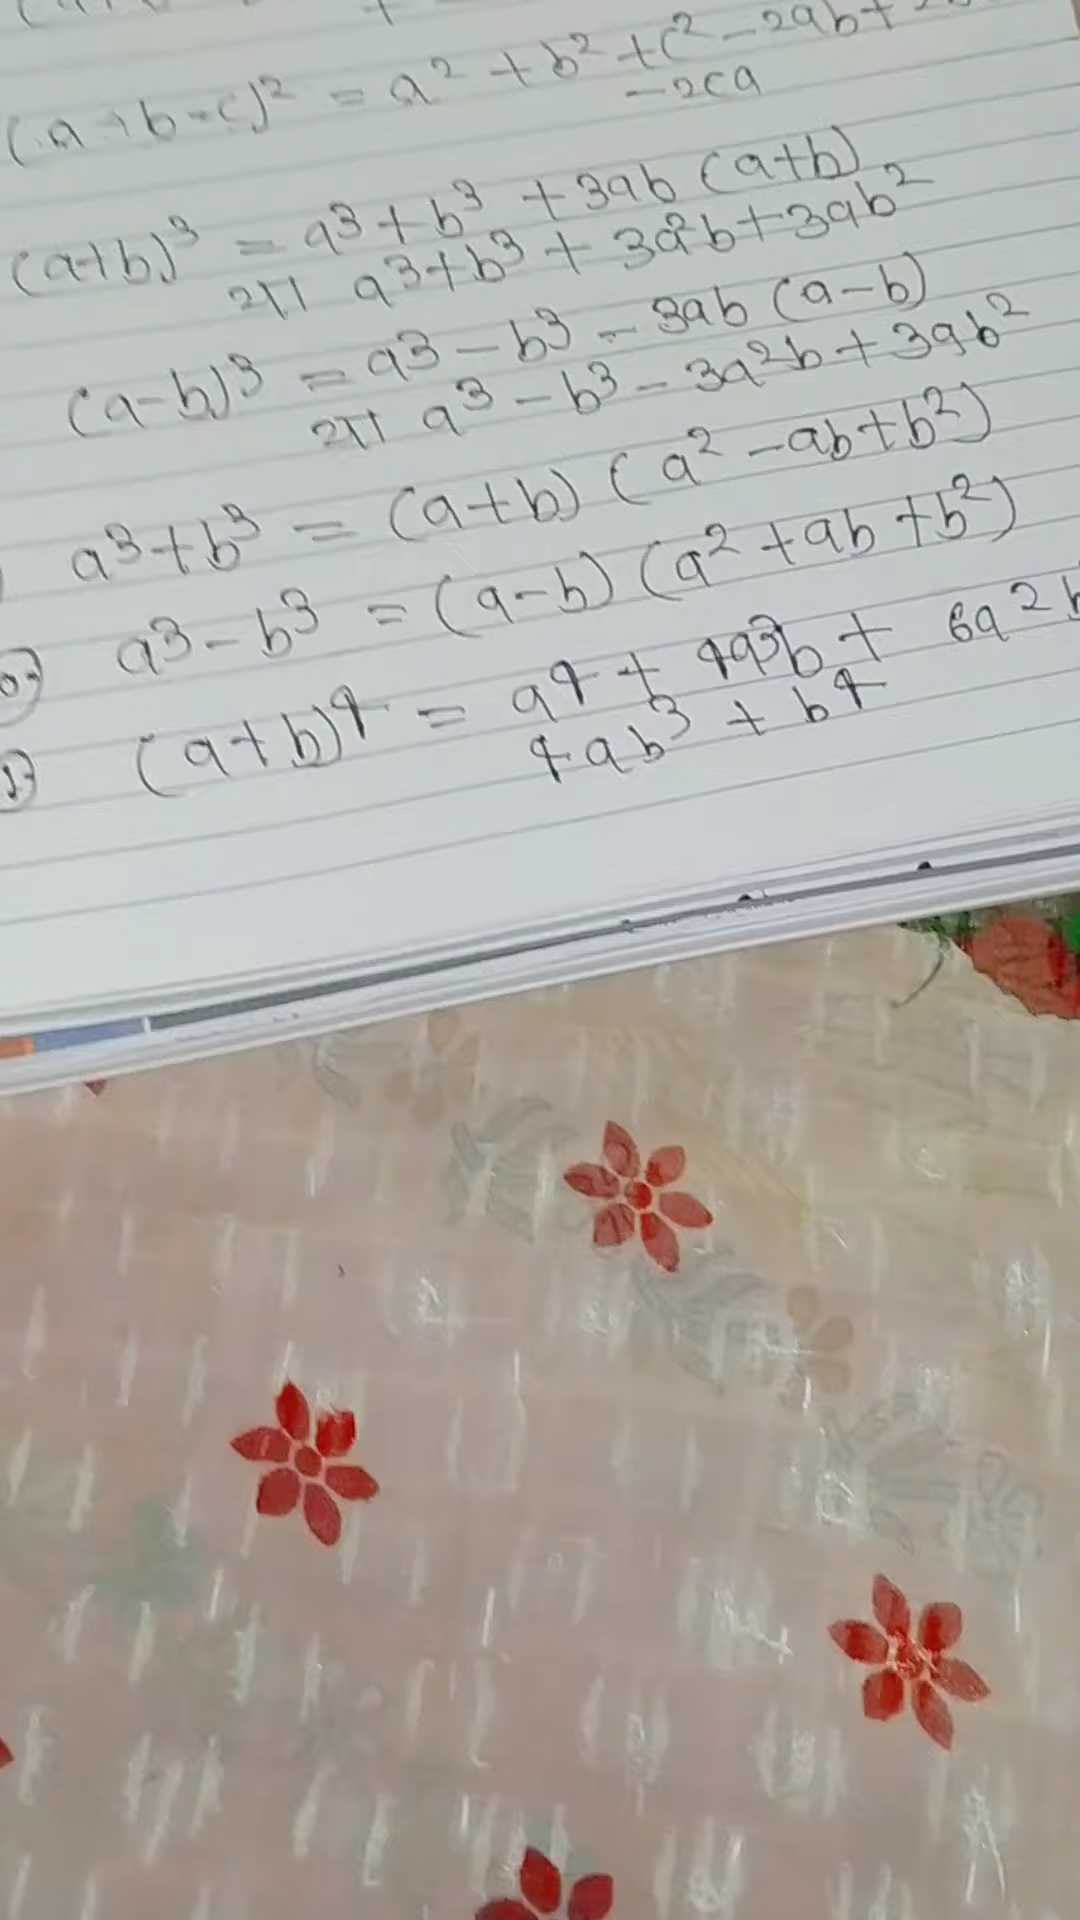 (a+b-c)² = a² + b² + c² - 2ab +
- 2ca
(a+b)³ = a³ + b³ + 3ab (a+b)
या a³+b³ + 3a²b+3ab²
(a-b)³ = a³ - b³ - 3ab (a-b)
या a³ - b³ - 3a²b + 3ab²
a³+b³ = (a+b) (a² - ab + b²)
a³ - b³ = (a-b) (a² + ab + b²)
(a+b)⁴ = a⁴ + 4a³b + 6a²b
4ab³ + b⁴